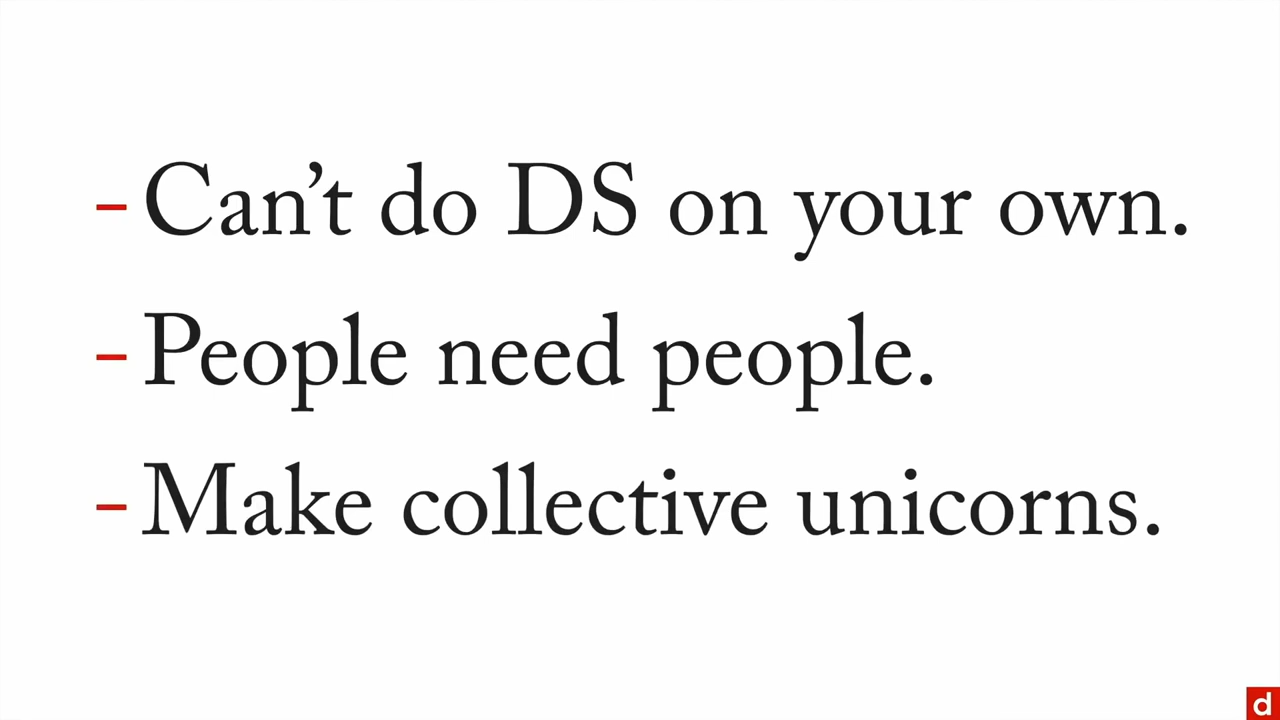 – Can’t do DS on your own.
– People need people.
– Make collective unicorns.
d